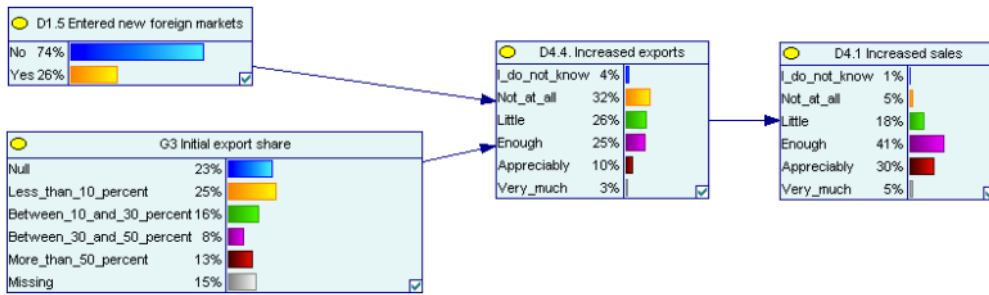 D1.5 Entered new foreign markets
No 74%
Yes 26%
G3 Initial export share
Null 23%
Less_than_10_percent 25%
Between_10_and_30_percent 16%
Between_30_and_50_percent 8%
More_than_50_percent 13%
Missing 15%
D4.4. Increased exports
I_do_not_know 4%
Not_at_all 32%
Little 26%
Enough 25%
Appreciably 10%
Very_much 3%
D4.1 Increased sales
I_do_not_know 1%
Not_at_all 5%
Little 18%
Enough 41%
Appreciably 30%
Very_much 5%